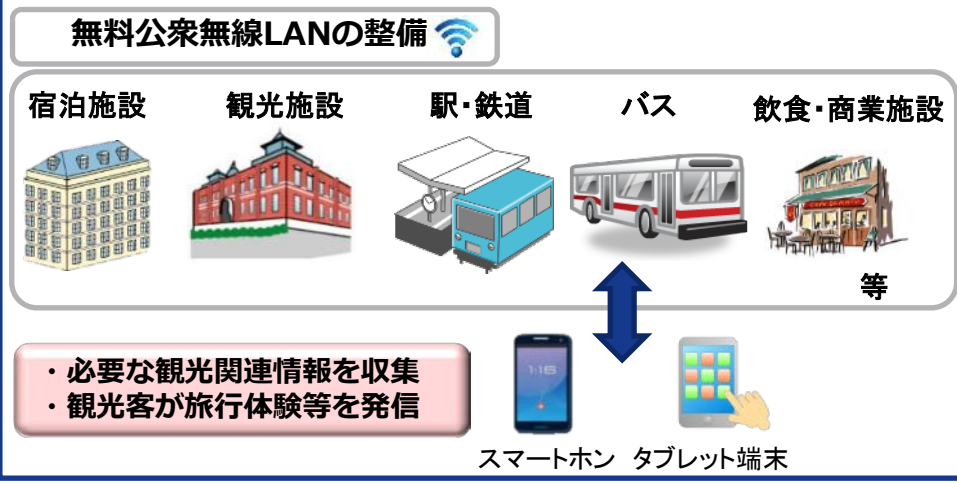 無料公衆無線LANの整備
宿泊施設
観光施設
駅・鉄道
バス
飲食・商業施設
等
・必要な観光関連情報を収集
・観光客が旅行体験等を発信
1:16
スマートホン
タブレット端末